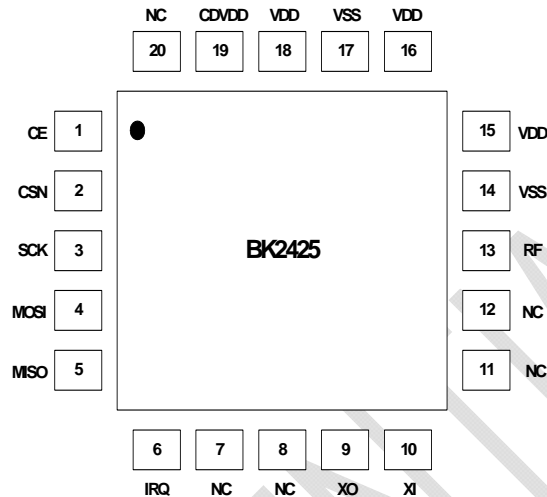 NC CDVDD VDD VSS VDD
20 19 18 17 16
CE 1 15 VDD
CSN 2 14 VSS
SCK 3 BK2425 13 RF
MOSI 4 12 NC
MISO 5 11 NC
6 7 8 9 10
IRQ NC NC XO XI